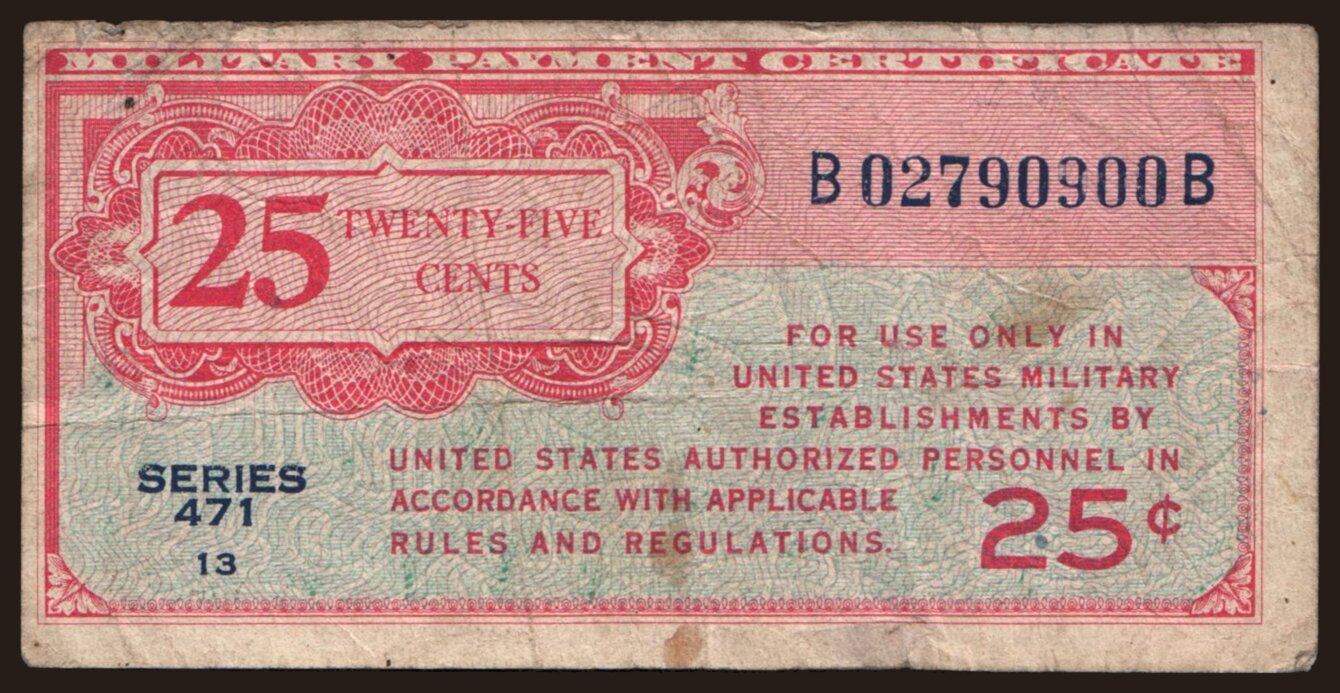 MILITARY PAYMENT CERTIFICATE
B02790900B
25 TWENTY-FIVE
CENTS
FOR USE ONLY IN
UNITED STATES MILITARY
ESTABLISHMENTS BY
UNITED STATES AUTHORIZED PERSONNEL IN
ACCORDANCE WITH APPLICABLE
RULES AND REGULATIONS.
25¢
SERIES
471
13